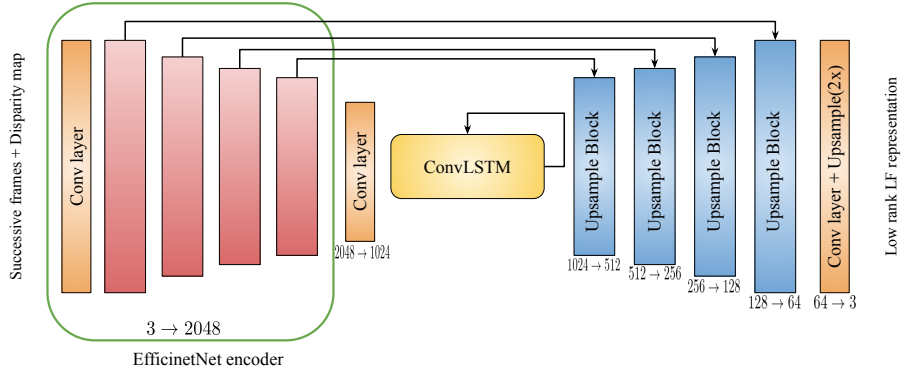 Successive frames + Disparity map
Conv layer
3 → 2048
EfficinetNet encoder
Conv layer
2048 → 1024
ConvLSTM
Upsample Block
1024 → 512
Upsample Block
512 → 256
Upsample Block
256 → 128
Upsample Block
128 → 64
Conv layer + Upsample(2x)
64 → 3
Low rank LF representation